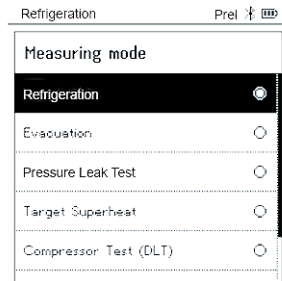 Refrigeration Prel
Measuring mode
Refrigeration
Evacuation
Pressure Leak Test
Target Superheat
Compressor Test (DLT)